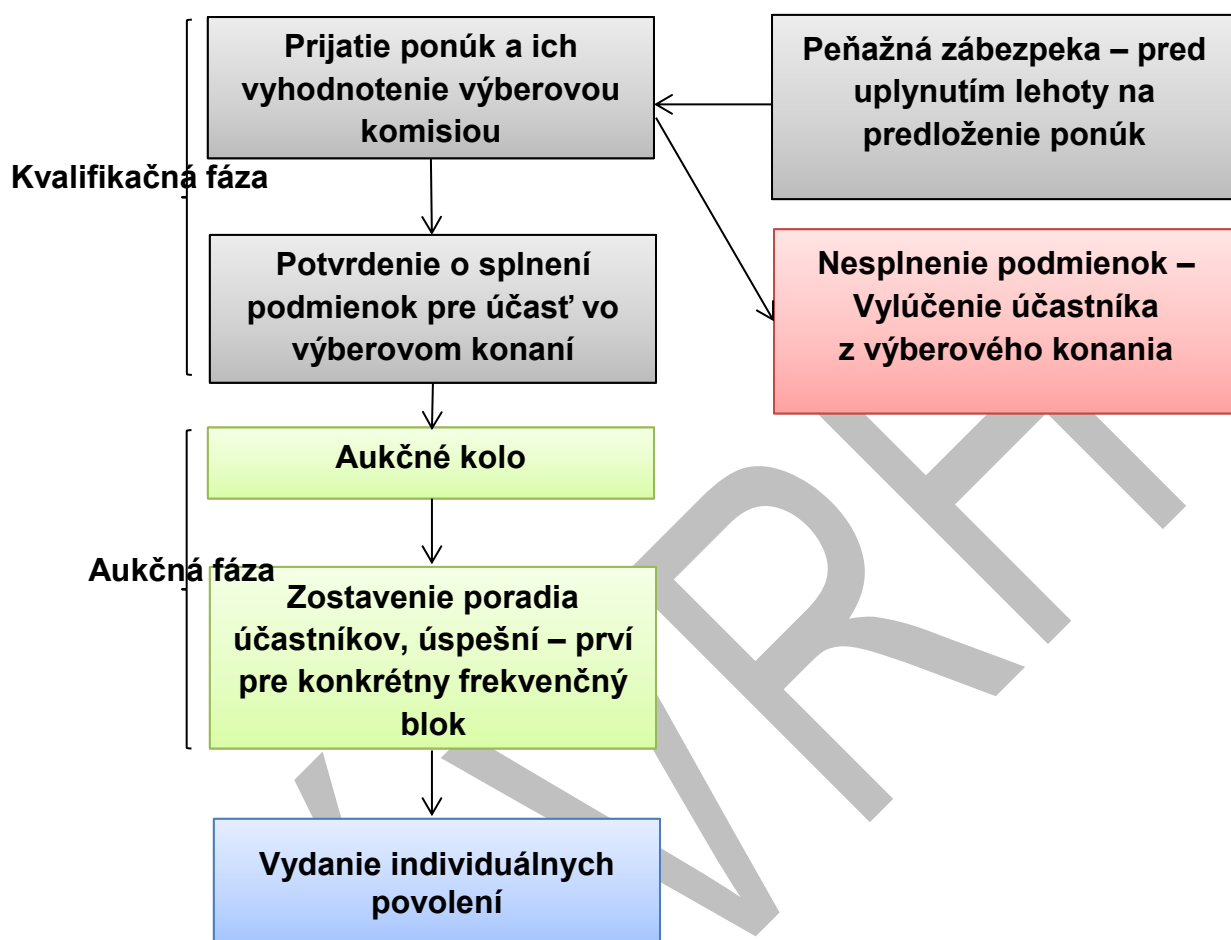 Prijatie ponúk a ich
vyhodnotenie výberovou
komisiou
Peňažná zábezpeka – pred
uplynutím lehoty na
predloženie ponúk
Kvalifikačná fáza
Potvrdenie o splnení
podmienok pre účasť vo
výberovom konaní
Nesplnenie podmienok –
Vylúčenie účastníka
z výberového konania
Aukčné kolo
Aukčná fáza
Zostavenie poradia
účastníkov, úspešní – prví
pre konkrétny frekvenčný
blok
Vydanie individuálnych
povolení